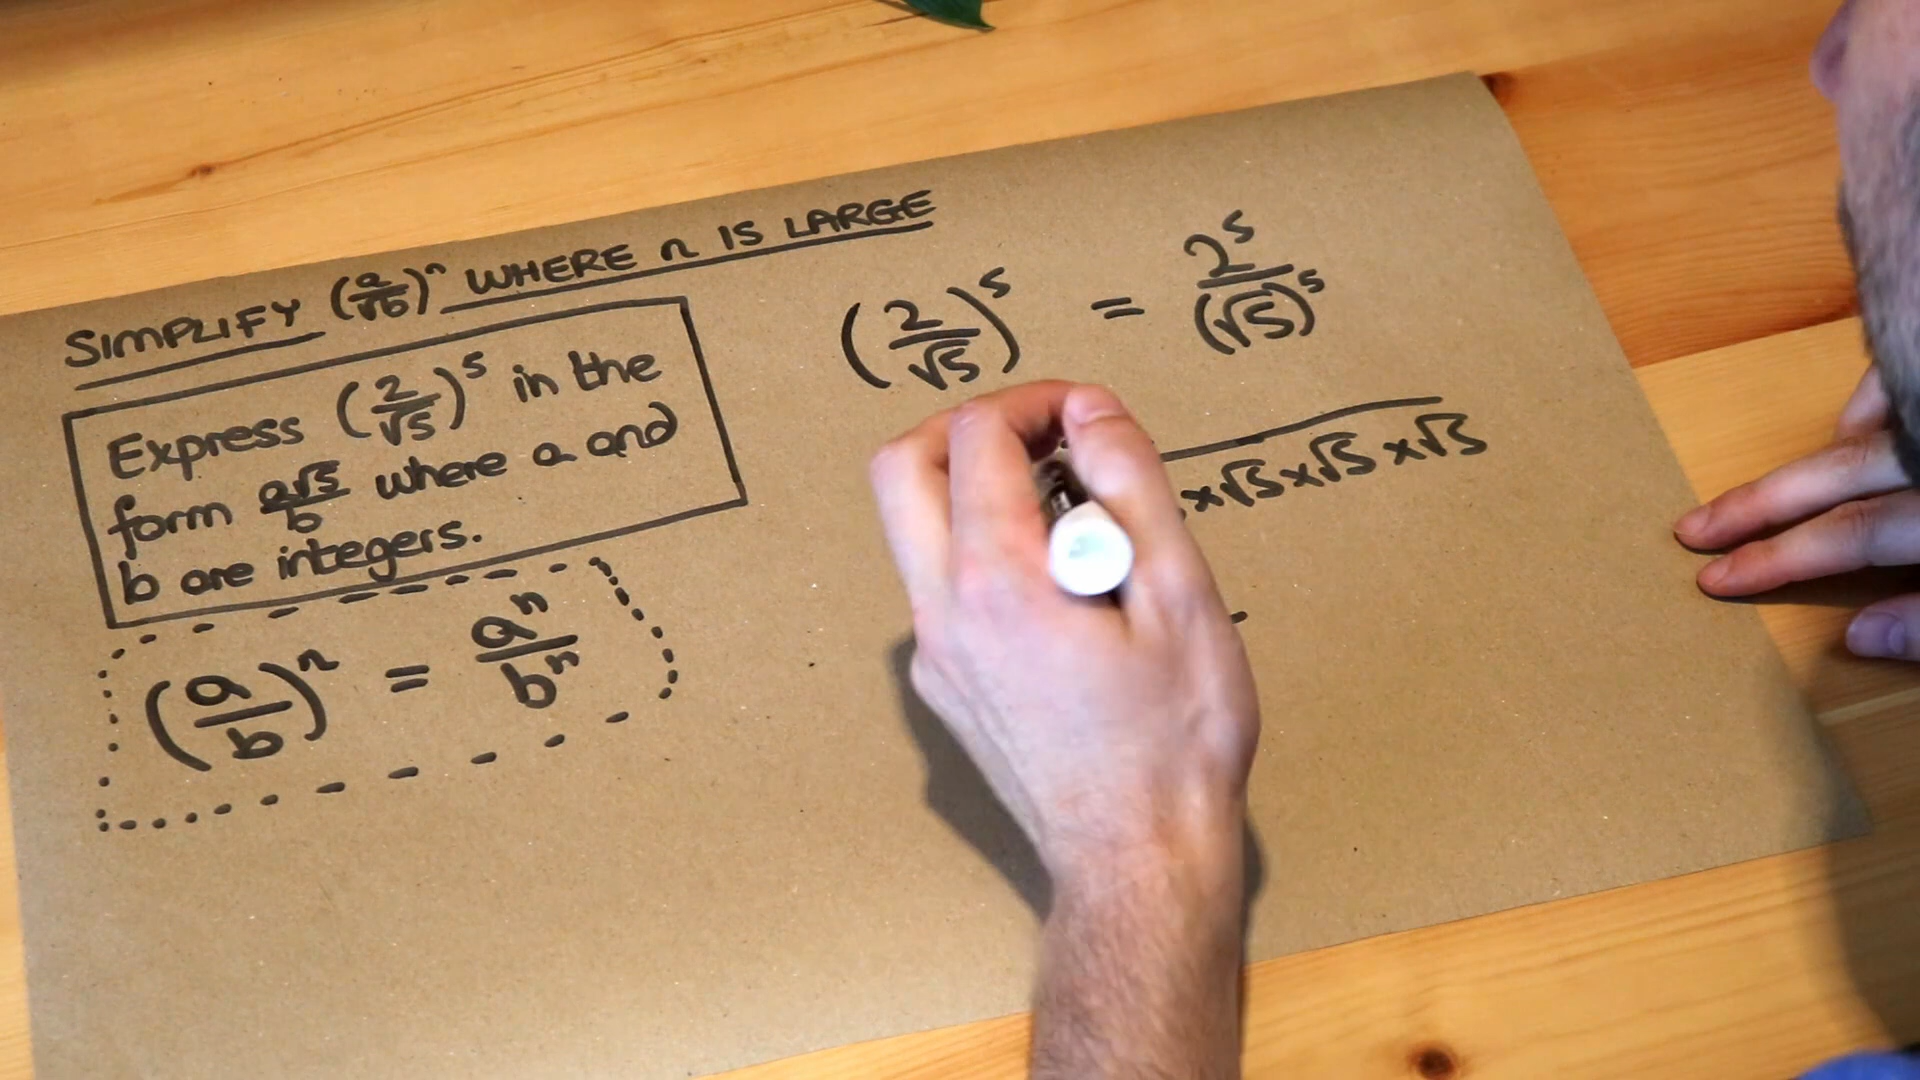 SIMPLIFY (a/√b)ⁿ WHERE n IS LARGE
Express (2/√5)⁵ in the
form a√5/b where a and
b are integers.
(a/b)ⁿ = aⁿ/bⁿ
(2/√5)⁵ = 2⁵/(√5)⁵
×√5×√5×√5